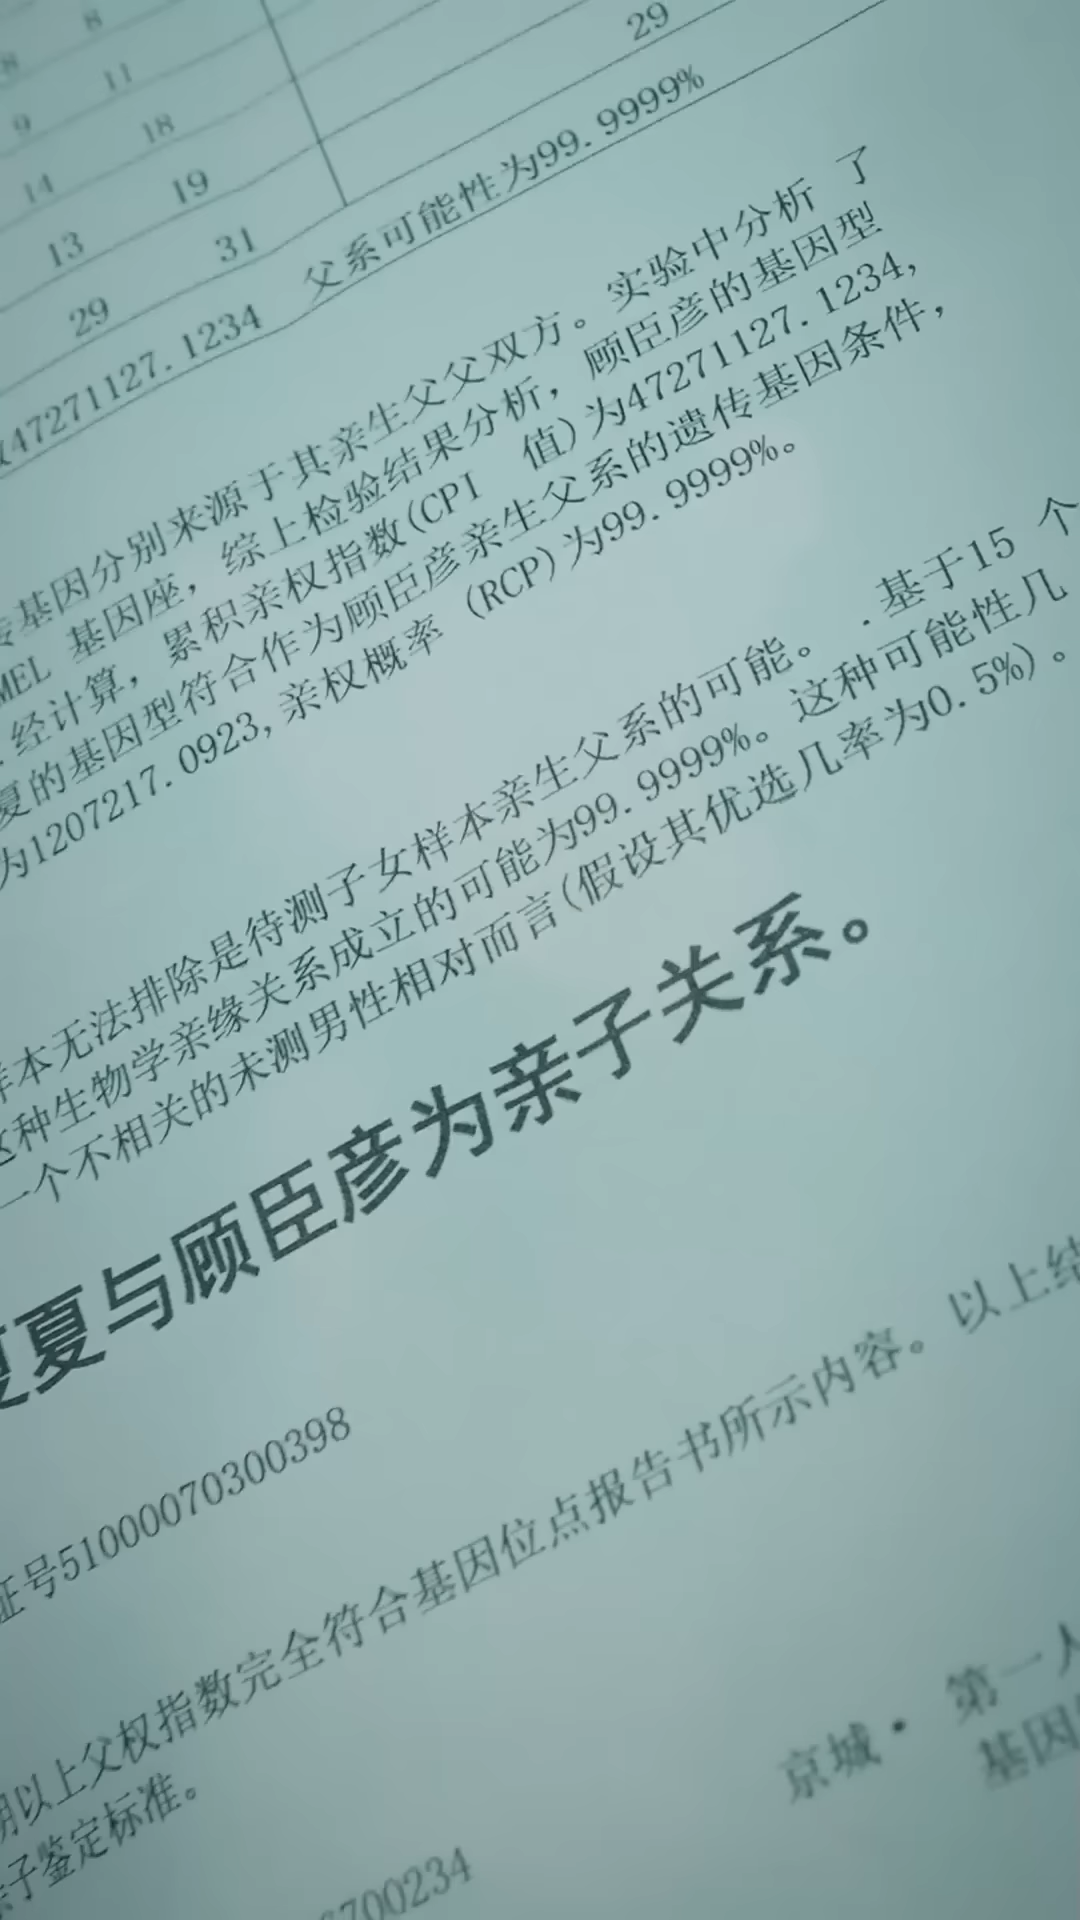 8
8
9 11
14 18
13 19
29 31 29
47271127.1234 父系可能性为99.9999%
基因分别来源于其亲生父父双方。实验中分析 了
MEL 基因座，综上检验结果分析，顾臣彦的基因型
经计算，累积亲权指数(CPI 值)为47271127.1234,
夏的基因型符合作为顾臣彦亲生父系的遗传基因条件，
为1207217.0923,亲权概率 (RCP)为99.9999%。
样本无法排除是待测子女样本亲生父系的可能。 .基于15 个
这种生物学亲缘关系成立的可能为99.9999%。这种可能性几
一个不相关的未测男性相对而言(假设其优选几率为0.5%)。
夏夏与顾臣彦为亲子关系。
证号51000070300398
明以上父权指数完全符合基因位点报告书所示内容。以上结
亲子鉴定标准。
京城· 第一人
基因
700234